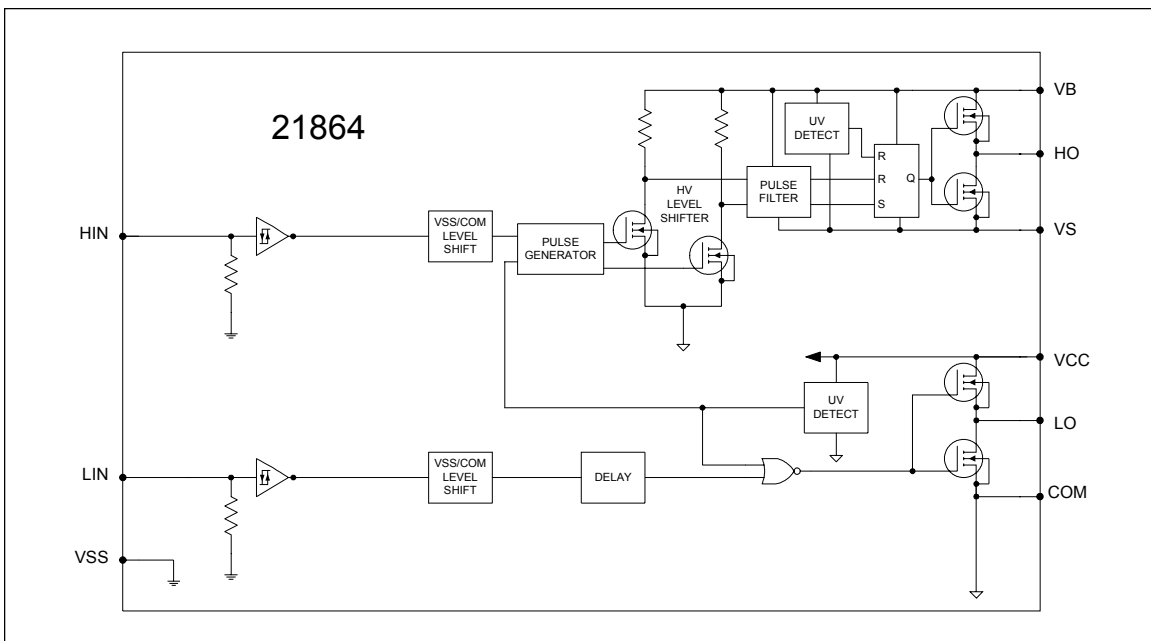 21864
VB
UV
DETECT
HO
R
R
Q
S
PULSE
FILTER
HV
LEVEL
SHIFTER
VS
HIN
VSS/COM
LEVEL
SHIFT
PULSE
GENERATOR
VCC
UV
DETECT
LO
LIN
VSS/COM
LEVEL
SHIFT
DELAY
COM
VSS